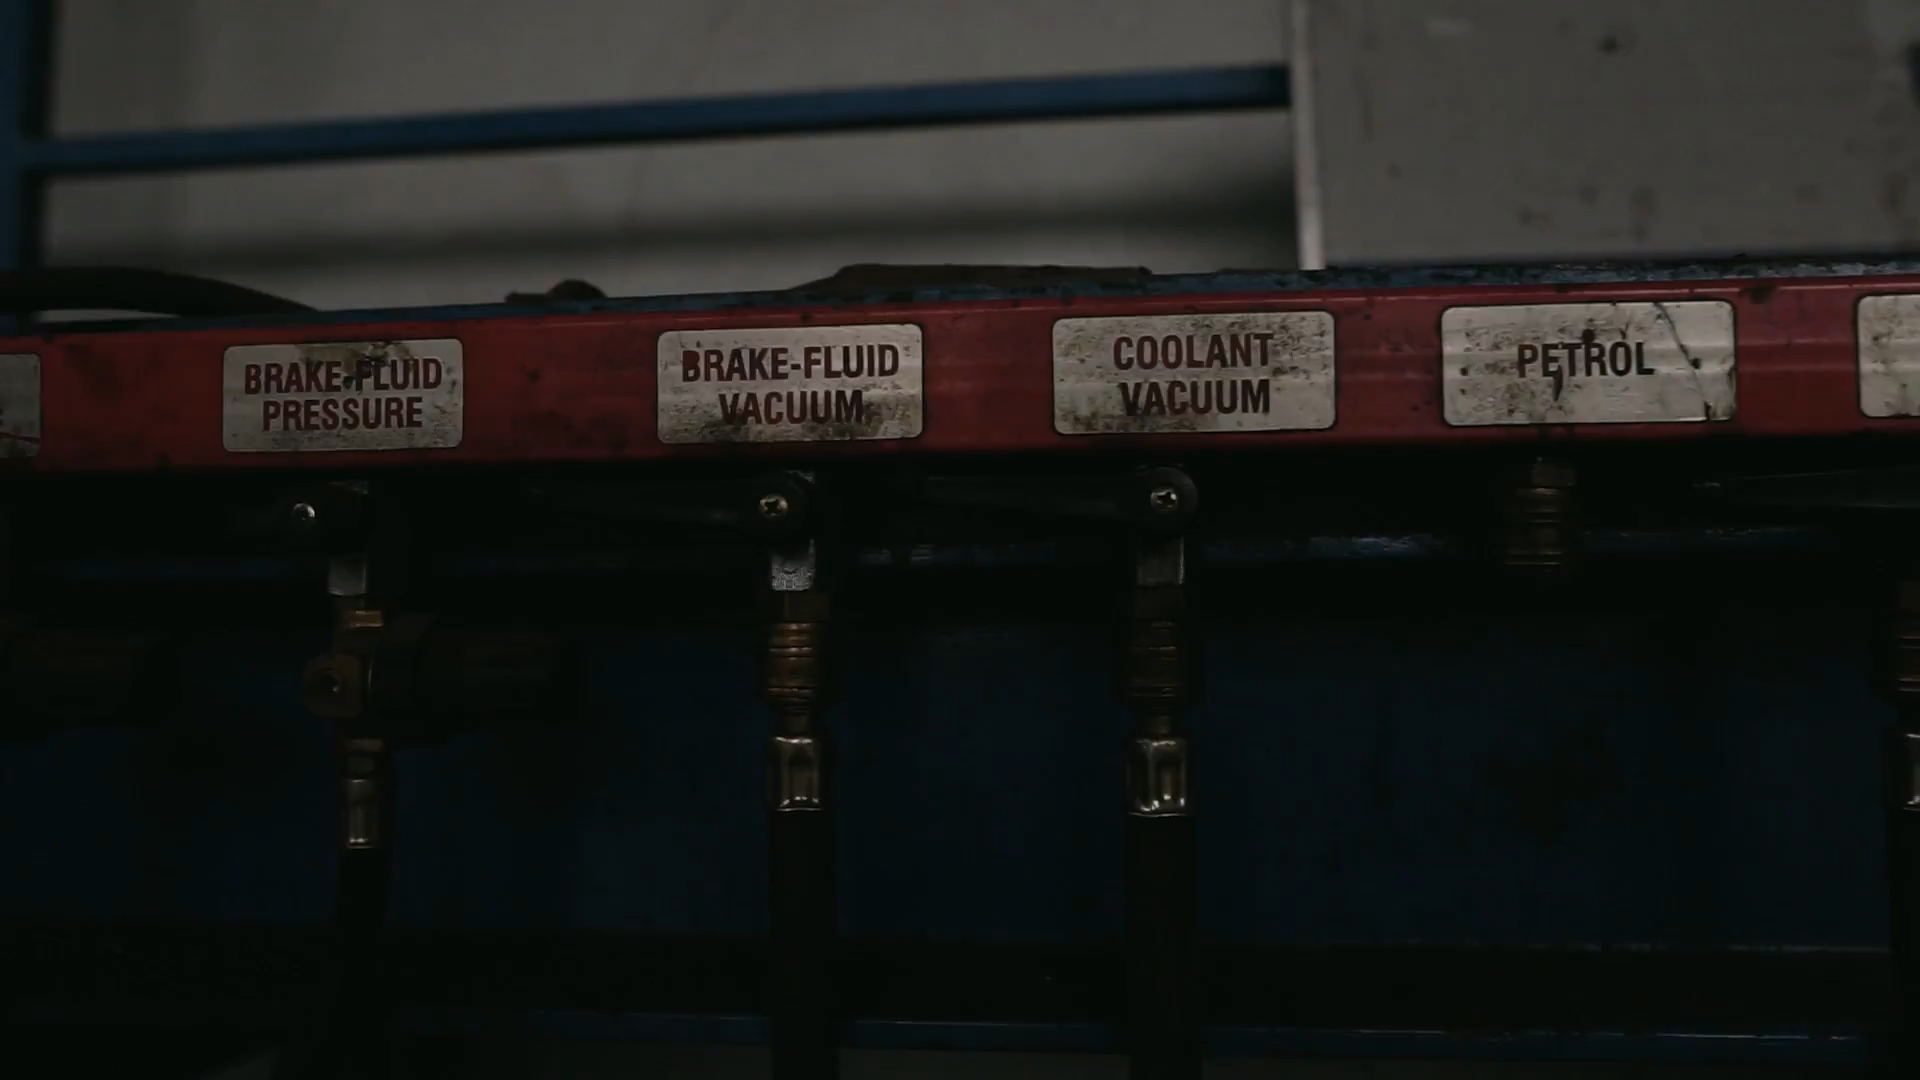 BRAKE-FLUID
PRESSURE
BRAKE-FLUID
VACUUM
COOLANT
VACUUM
PETROL